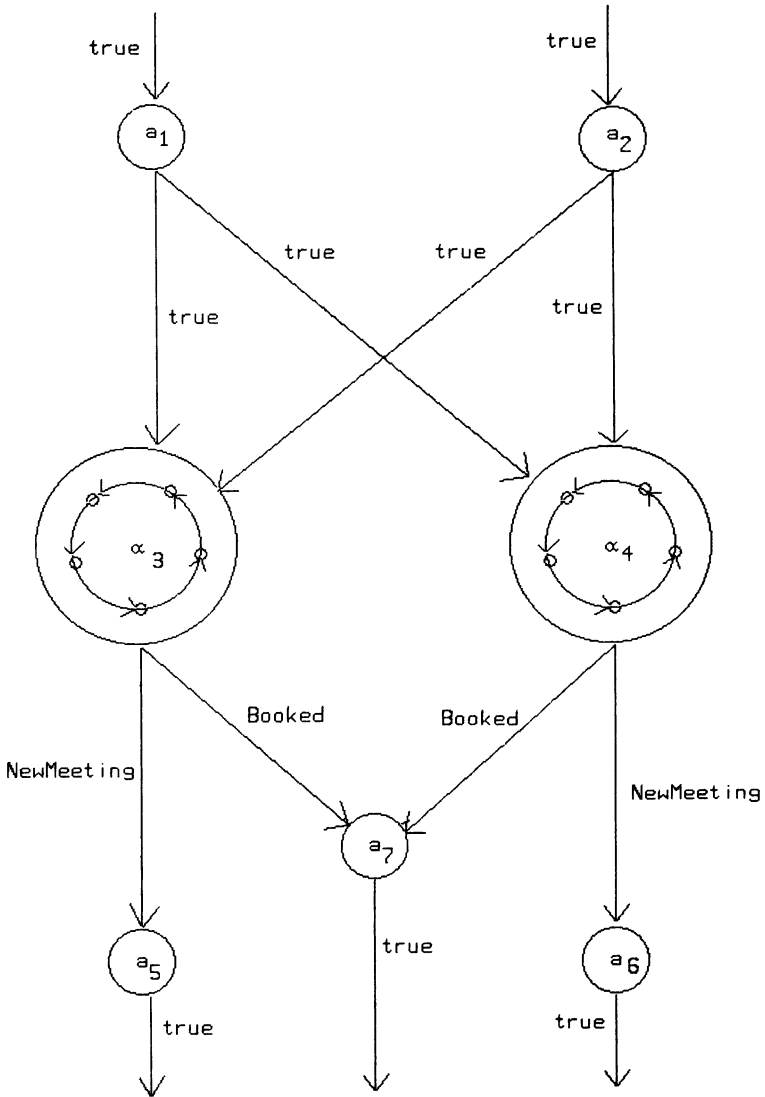 true
true
a1
a2
true
true
true
true
α3
α4
Booked
Booked
NewMeeting
NewMeeting
a7
true
a5
a6
true
true